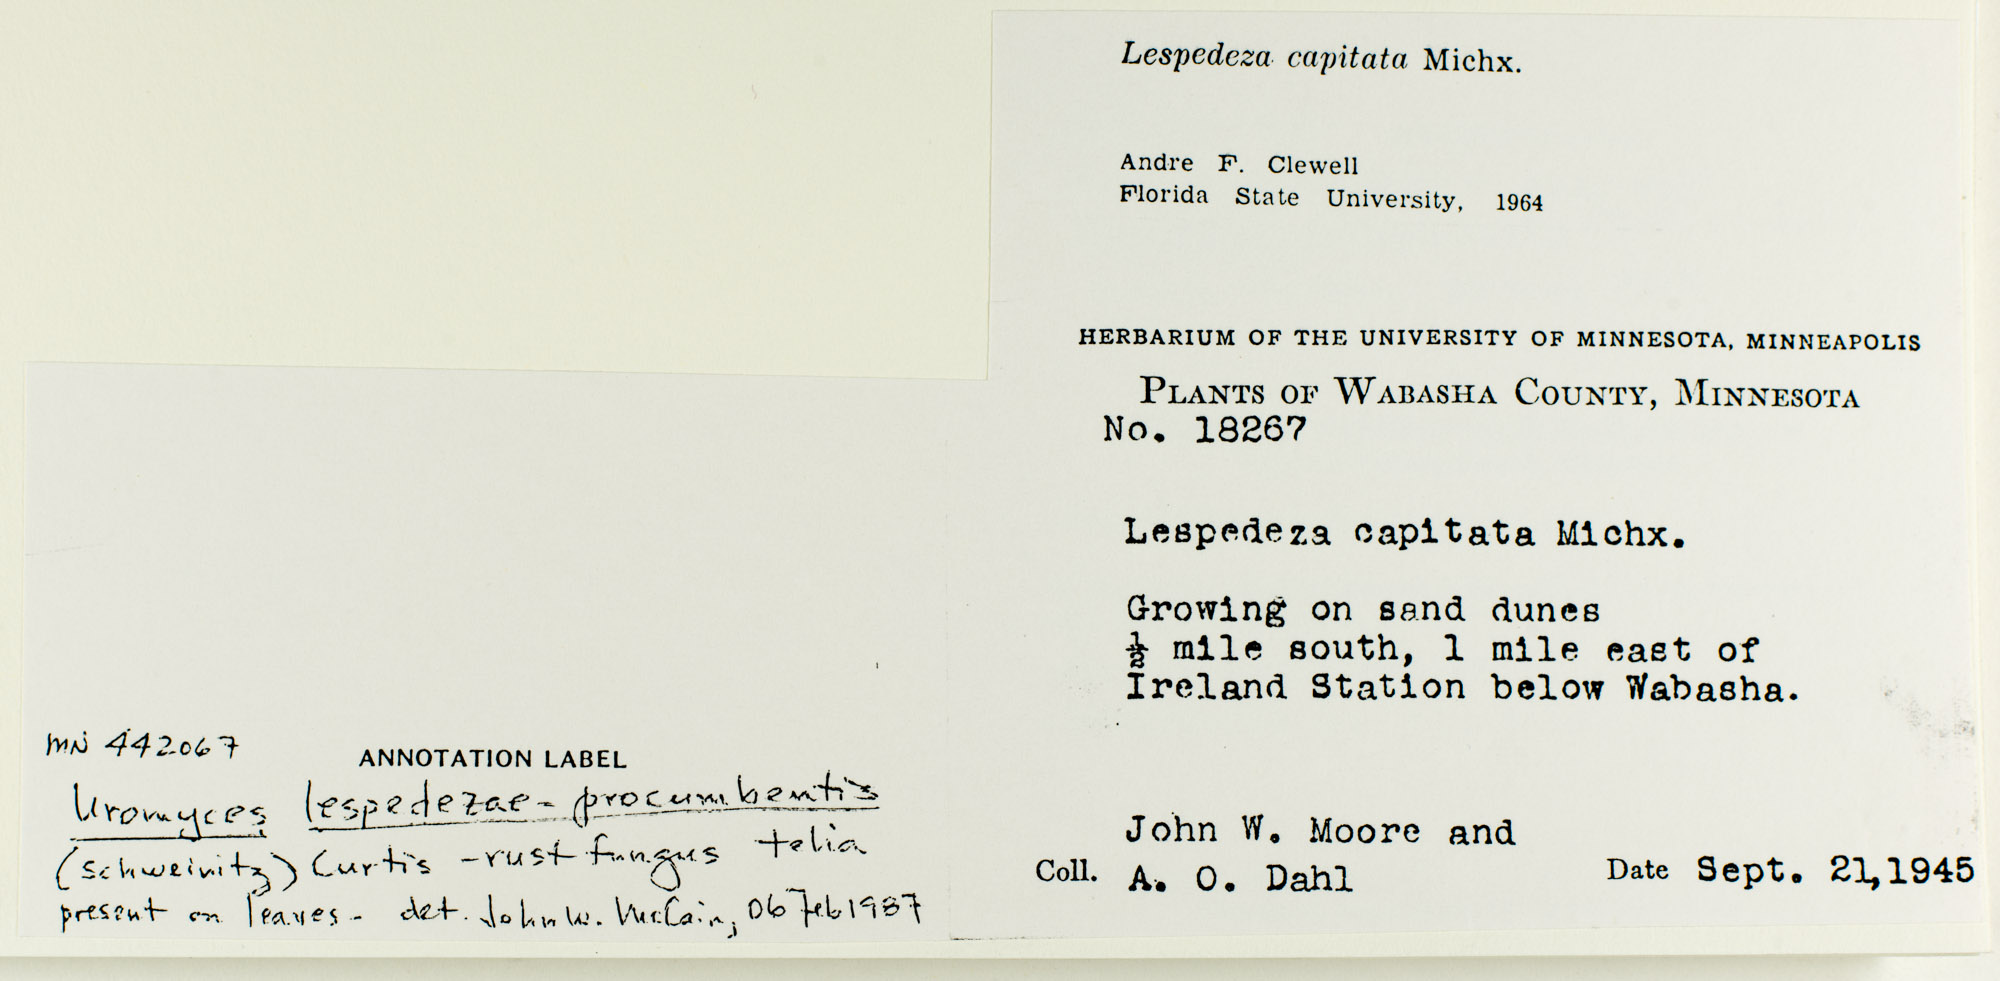 Lespedeza capitata Michx.
Andre F. Clewell
Florida State University, 1964
HERBARIUM OF THE UNIVERSITY OF MINNESOTA, MINNEAPOLIS
PLANTS OF WABASHA COUNTY, MINNESOTA
No. 18267
Lespedeza capitata Michx.
Growing on sand dunes
½ mile south, 1 mile east of
Ireland Station below Wabasha.
John W. Moore and
Coll. A. O. Dahl Date Sept. 21,1945
MN 442067 ANNOTATION LABEL
Uromyces lespedezae-procumbentis
(Schweinitz) Curtis - rust fungus telia
present on leaves - det. John W. McCain, 06 Feb 1987